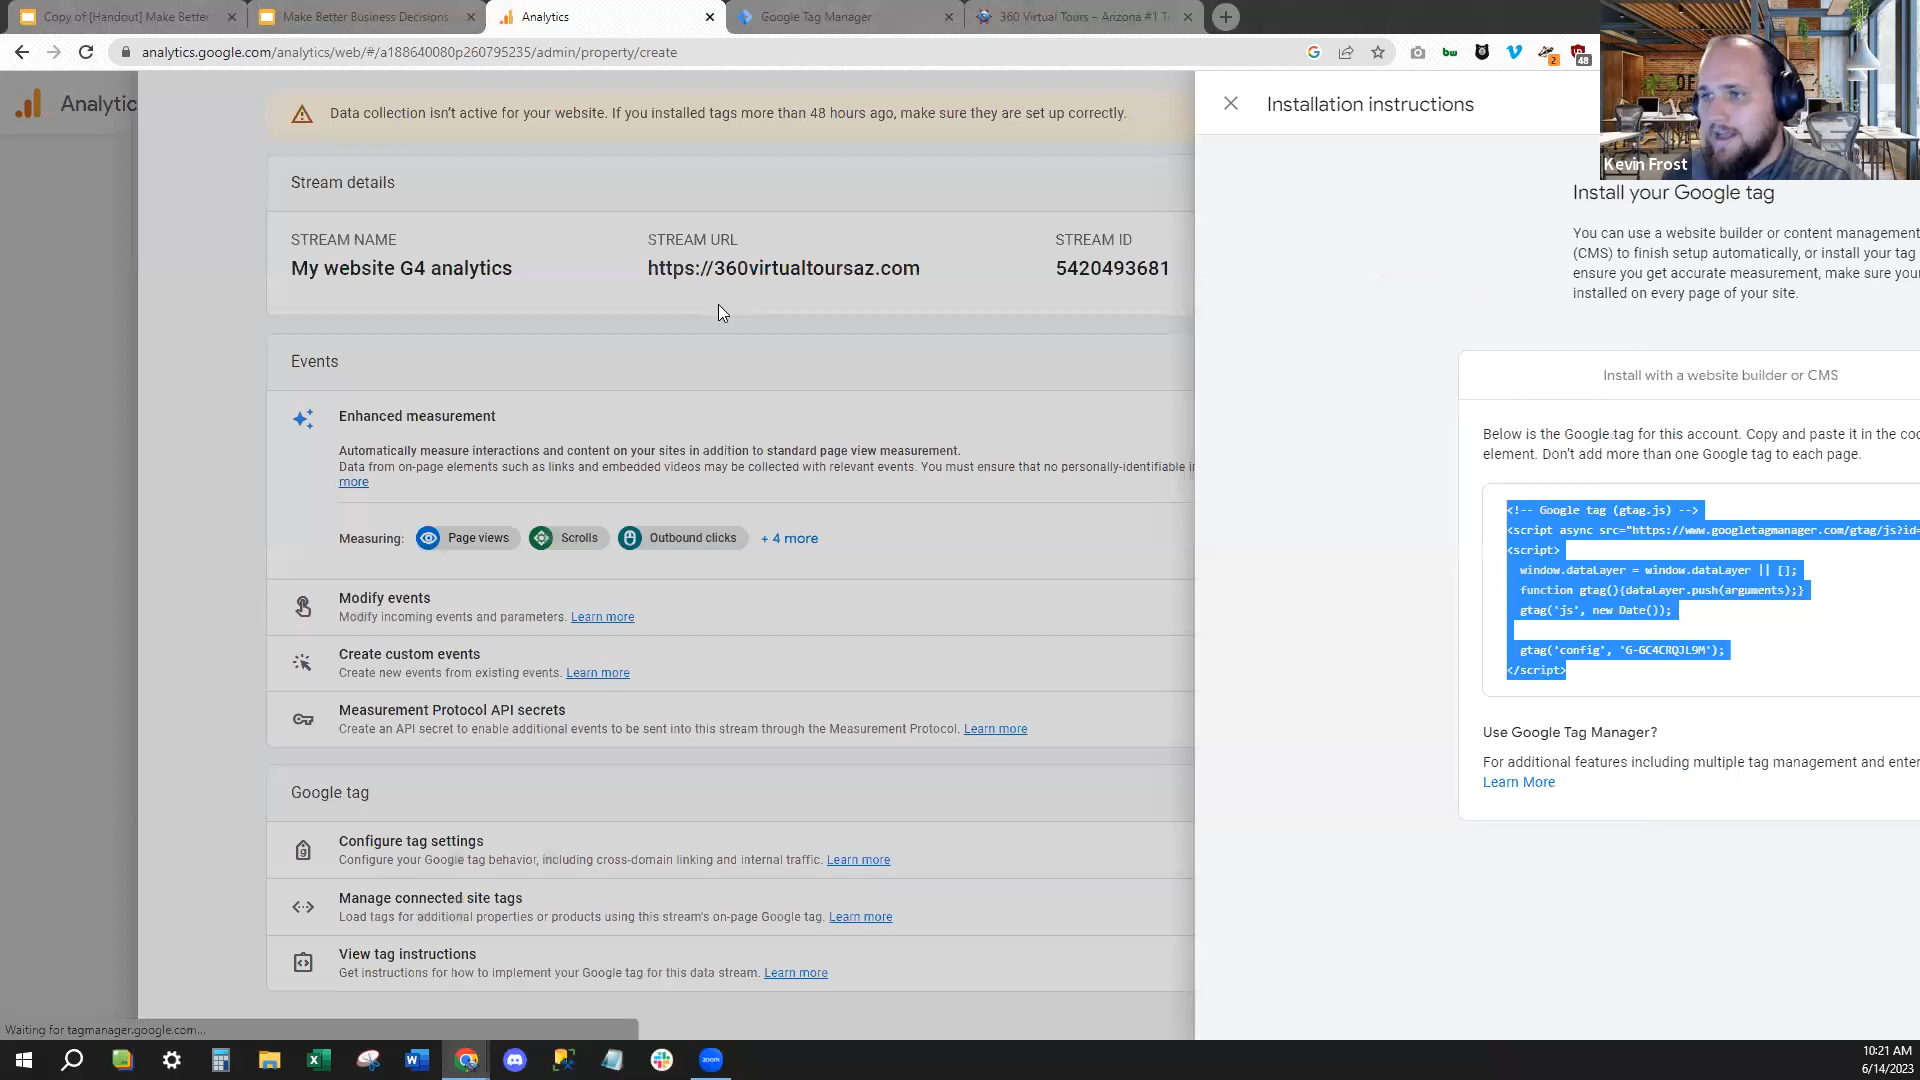 Copy of [Handout] Make Better
Make Better Business Decisions
Analytics
Google Tag Manager
360 Virtual Tours – Arizona #1 T
analytics.google.com/analytics/web/#/a188640080p260795235/admin/property/create
bw
2
48
Analytic
Data collection isn't active for your website. If you installed tags more than 48 hours ago, make sure they are set up correctly.
Stream details
STREAM NAME
STREAM URL
STREAM ID
My website G4 analytics
https://360virtualtoursaz.com
5420493681
Events
Enhanced measurement
Automatically measure interactions and content on your sites in addition to standard page view measurement.
Data from on-page elements such as links and embedded videos may be collected with relevant events. You must ensure that no personally-identifiable i
more
Measuring: Page views Scrolls Outbound clicks + 4 more
Modify events
Modify incoming events and parameters. Learn more
Create custom events
Create new events from existing events. Learn more
Measurement Protocol API secrets
Create an API secret to enable additional events to be sent into this stream through the Measurement Protocol. Learn more
Google tag
Configure tag settings
Configure your Google tag behavior, including cross-domain linking and internal traffic. Learn more
Manage connected site tags
Load tags for additional properties or products using this stream's on-page Google tag. Learn more
View tag instructions
Get instructions for how to implement your Google tag for this data stream. Learn more
Installation instructions
Kevin Frost
Install your Google tag
You can use a website builder or content management
(CMS) to finish setup automatically, or install your tag
ensure you get accurate measurement, make sure your
installed on every page of your site.
Install with a website builder or CMS
Below is the Google tag for this account. Copy and paste it in the coc
element. Don't add more than one Google tag to each page.
<!-- Google tag (gtag.js) -->
<script async src="https://www.googletagmanager.com/gtag/js?id=
<script>
window.dataLayer = window.dataLayer || [];
function gtag(){dataLayer.push(arguments);}
gtag('js', new Date());
gtag('config', 'G-GC4CRQJL9M');
</script>
Use Google Tag Manager?
For additional features including multiple tag management and enter
Learn More
Waiting for tagmanager.google.com...
zoom
10:21 AM
6/14/2023